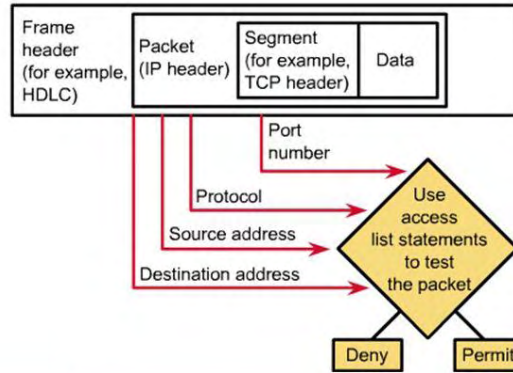 Frame
header
(for example,
HDLC)
Packet
(IP header)
Segment
(for example,
TCP header)
Data
Port
number
Protocol
Source address
Destination address
Use
access
list statements
to test
the packet
Deny
Permit